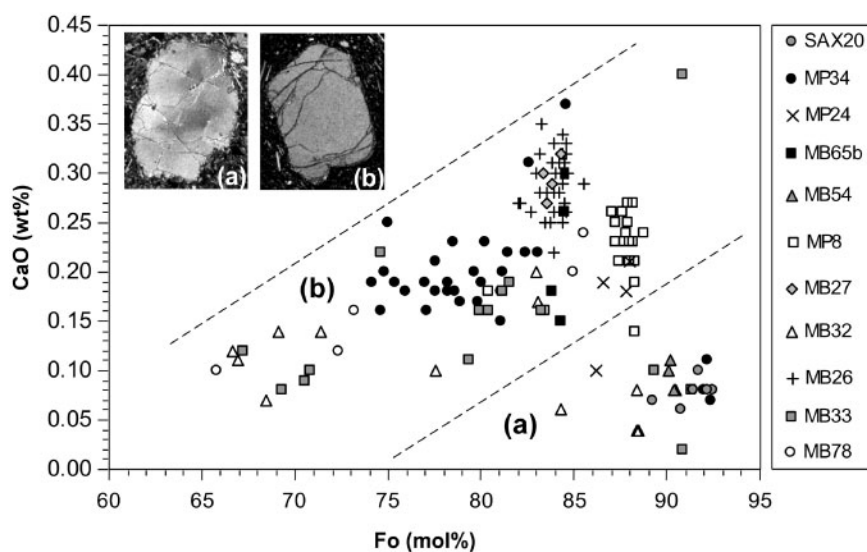 CaO (wt%)
0.45
0.40
0.35
0.30
0.25
0.20
0.15
0.10
0.05
0.00
(a)
(b)
(b)
(a)
60
65
70
75
80
85
90
95
Fo (mol%)
SAX20
MP34
MP24
MB65b
MB54
MP8
MB27
MB32
MB26
MB33
MB78